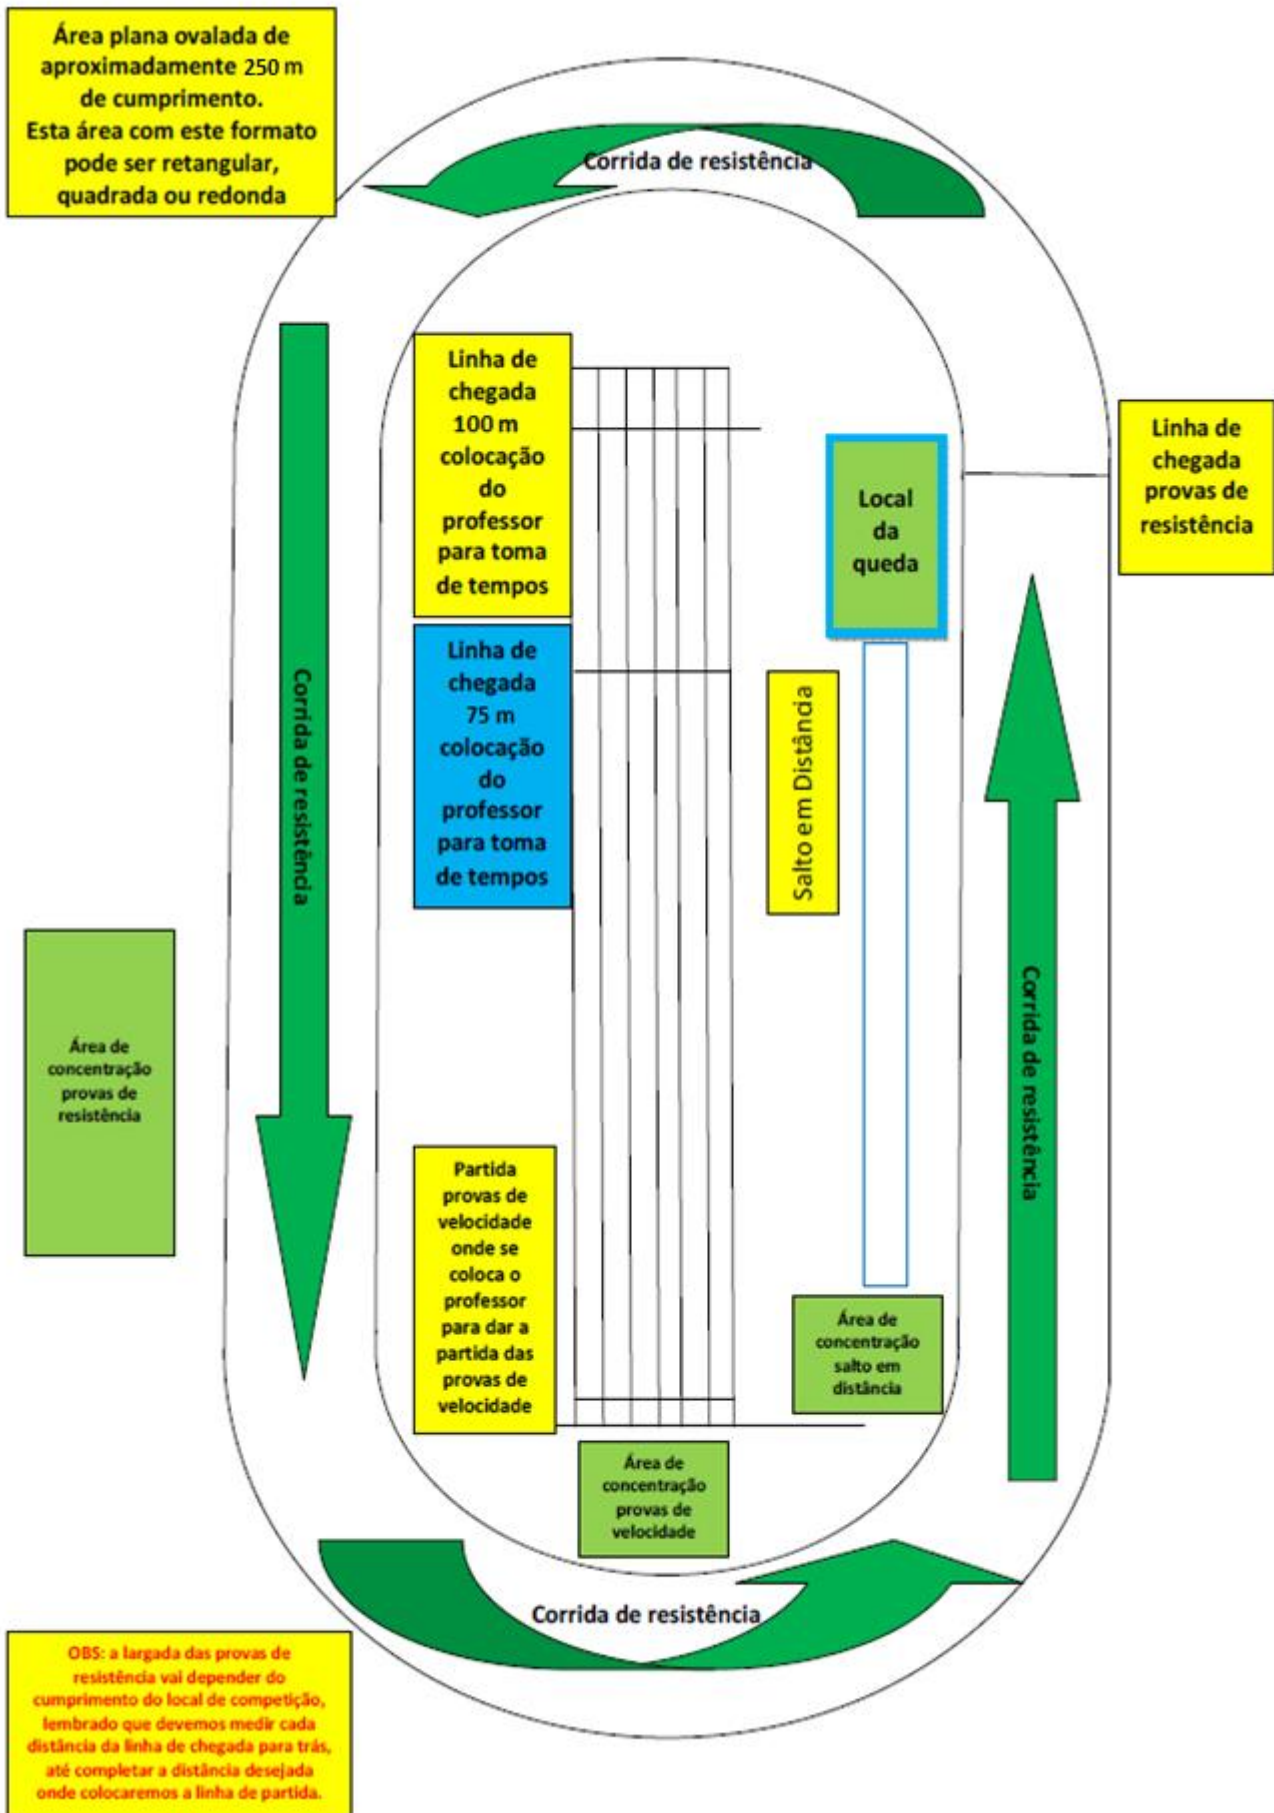 Área plana ovalada de
aproximadamente 250 m
de cumprimento.
Esta área com este formato
pode ser retangular,
quadrada ou redonda
Corrida de resistência
Linha de
chegada
100 m
colocação
do
professor
para toma
de tempos
Linha de
chegada
provas de
resistência
Local
da
queda
Linha de
chegada
75 m
colocação
do
professor
para toma
de tempos
Salto em Distância
Corrida de resistência
Corrida de resistência
Área de
concentração
provas de
resistência
Partida
provas de
velocidade
onde se
coloca o
professor
para dar a
partida das
provas de
velocidade
Área de
concentração
salto em
distância
Área de
concentração
provas de
velocidade
Corrida de resistência
OBS: a largada das provas de
resistência vai depender do
cumprimento do local de competição,
lembrado que devemos medir cada
distância da linha de chegada para trás,
até completar a distância desejada
onde colocaremos a linha de partida.